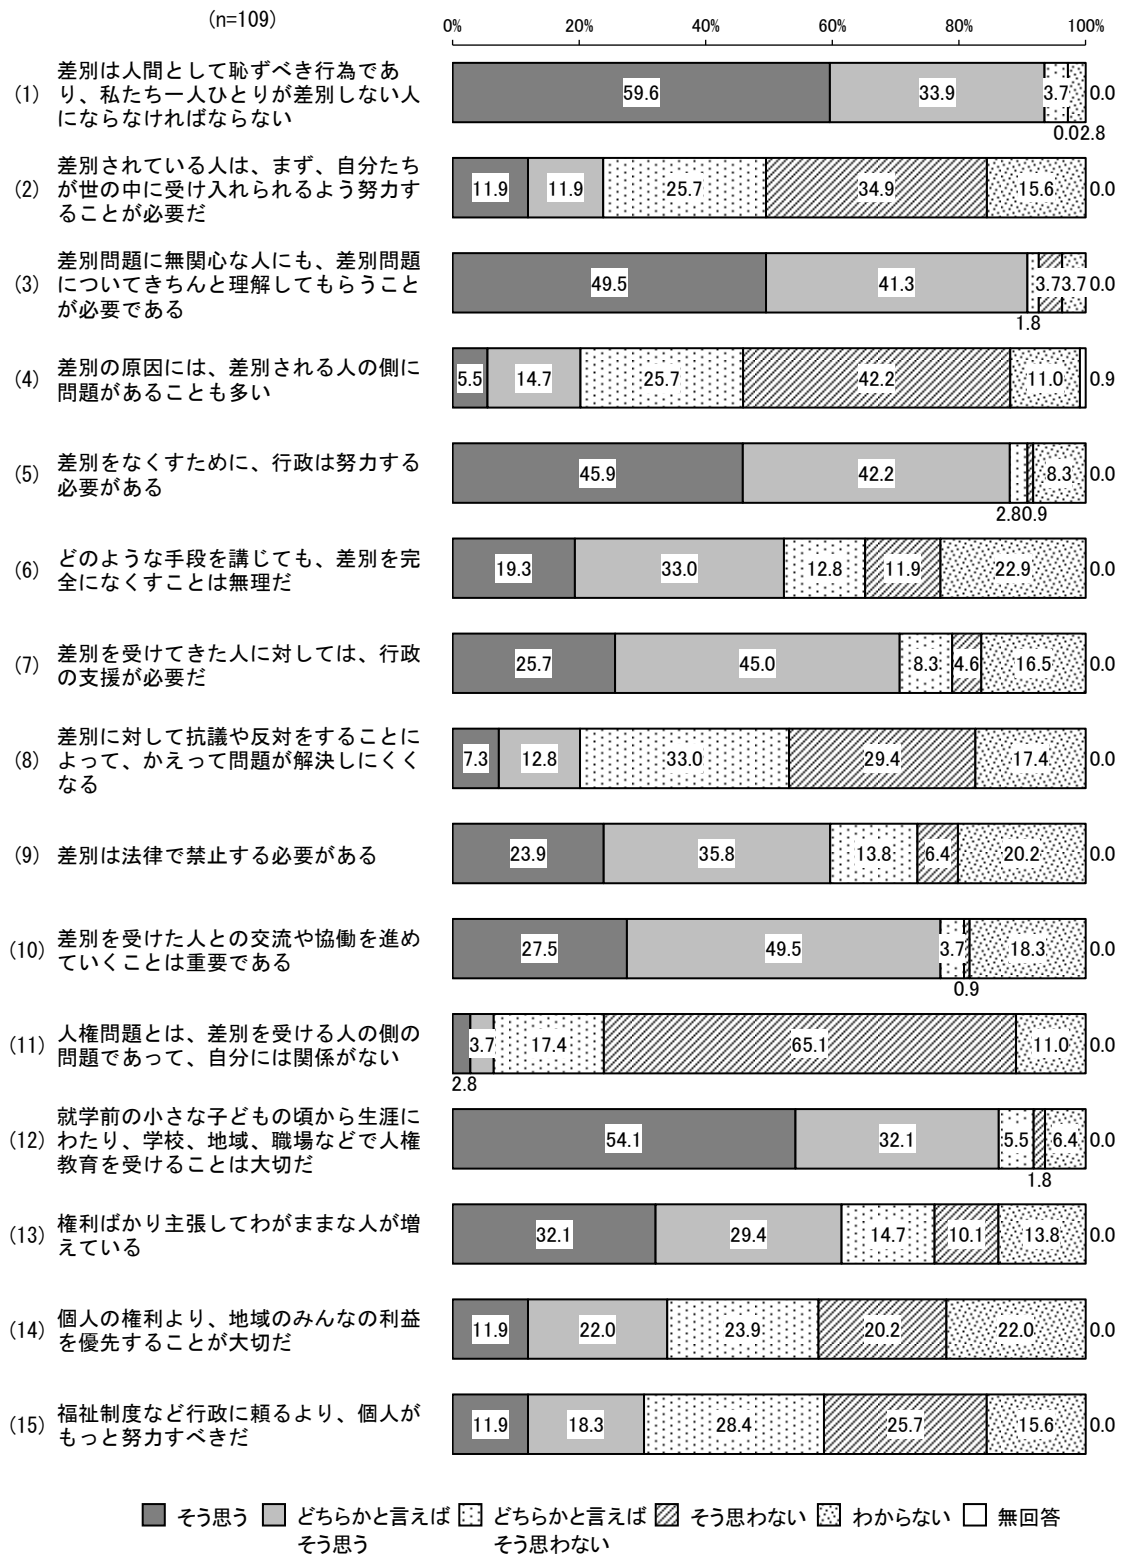 (n=109)
0% 20% 40% 60% 80% 100%
(1) 差別は人間として恥ずべき行為であ
り、私たち一人ひとりが差別しない人
にならなければならない
59.6 33.9 3.7 0.0
0.0 2.8
(2) 差別されている人は、まず、自分たち
が世の中に受け入れられるよう努力す
ることが必要だ
11.9 11.9 25.7 34.9 15.6 0.0
(3) 差別問題に無関心な人にも、差別問題
についてきちんと理解してもらうこと
が必要である
49.5 41.3 3.7 3.7 0.0
1.8
(4) 差別の原因には、差別される人の側に
問題があることも多い
5.5 14.7 25.7 42.2 11.0 0.9
(5) 差別をなくすために、行政は努力する
必要がある
45.9 42.2 8.3 0.0
2.8 0.9
(6) どのような手段を講じても、差別を完
全になくすことは無理だ
19.3 33.0 12.8 11.9 22.9 0.0
(7) 差別を受けてきた人に対しては、行政
の支援が必要だ
25.7 45.0 8.3 4.6 16.5 0.0
(8) 差別に対して抗議や反対をすることに
よって、かえって問題が解決しにくく
なる
7.3 12.8 33.0 29.4 17.4 0.0
(9) 差別は法律で禁止する必要がある
23.9 35.8 13.8 6.4 20.2 0.0
(10) 差別を受けた人との交流や協働を進め
ていくことは重要である
27.5 49.5 3.7 18.3 0.0
0.9
(11) 人権問題とは、差別を受ける人の側の
問題であって、自分には関係がない
3.7 17.4 65.1 11.0 0.0
2.8
(12) 就学前の小さな子どもの頃から生涯に
わたり、学校、地域、職場などで人権
教育を受けることは大切だ
54.1 32.1 5.5 6.4 0.0
1.8
(13) 権利ばかり主張してわがままな人が増
えている
32.1 29.4 14.7 10.1 13.8 0.0
(14) 個人の権利より、地域のみんなの利益
を優先することが大切だ
11.9 22.0 23.9 20.2 22.0 0.0
(15) 福祉制度など行政に頼るより、個人が
もっと努力すべきだ
11.9 18.3 28.4 25.7 15.6 0.0
そう思う どちらかと言えば どちらかと言えば そう思わない わからない 無回答
そう思う そう思わない